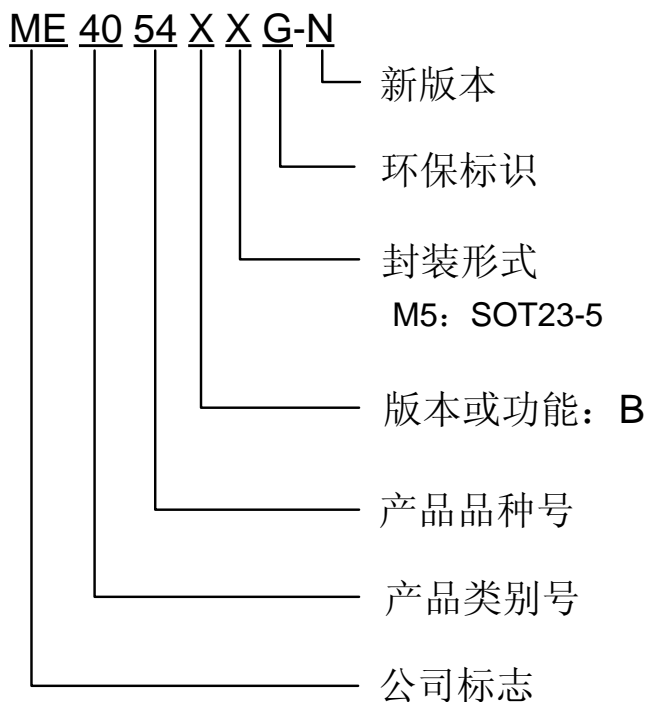 ME 40 54 X X G-N
新版本
环保标识
封装形式
M5：SOT23-5
版本或功能：B
产品品种号
产品类别号
公司标志